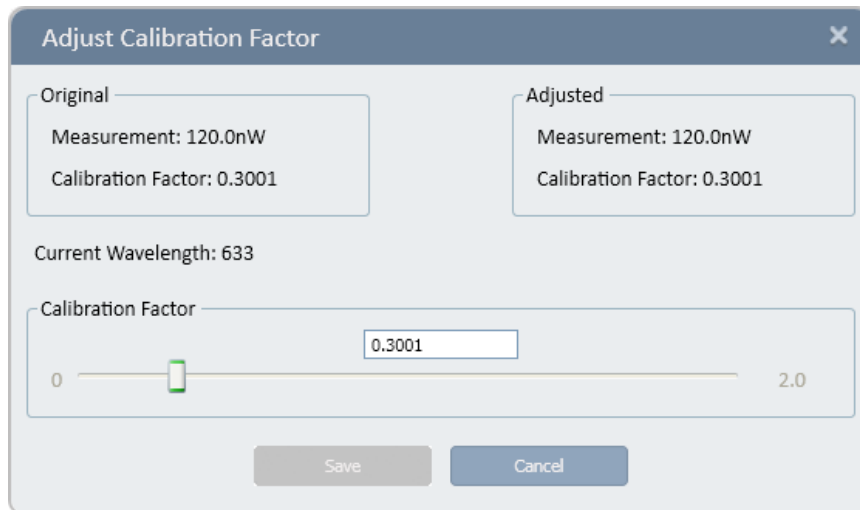 Adjust Calibration Factor
Original
Measurement: 120.0nW
Calibration Factor: 0.3001
Adjusted
Measurement: 120.0nW
Calibration Factor: 0.3001
Current Wavelength: 633
Calibration Factor
0.3001
0 2.0
Save Cancel